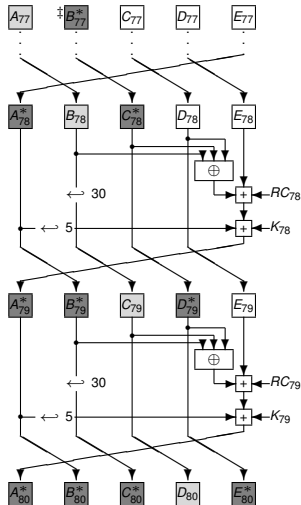 A77 ‡B*77 C77 D77 E77
A*78 B78 C*78 D78 E78
⊕
RC78
+
↩ 30
K78
+
↩ 5
A*79 B*79 C79 D*79 E79
⊕
RC79
+
↩ 30
K79
+
↩ 5
A*80 B*80 C*80 D80 E*80